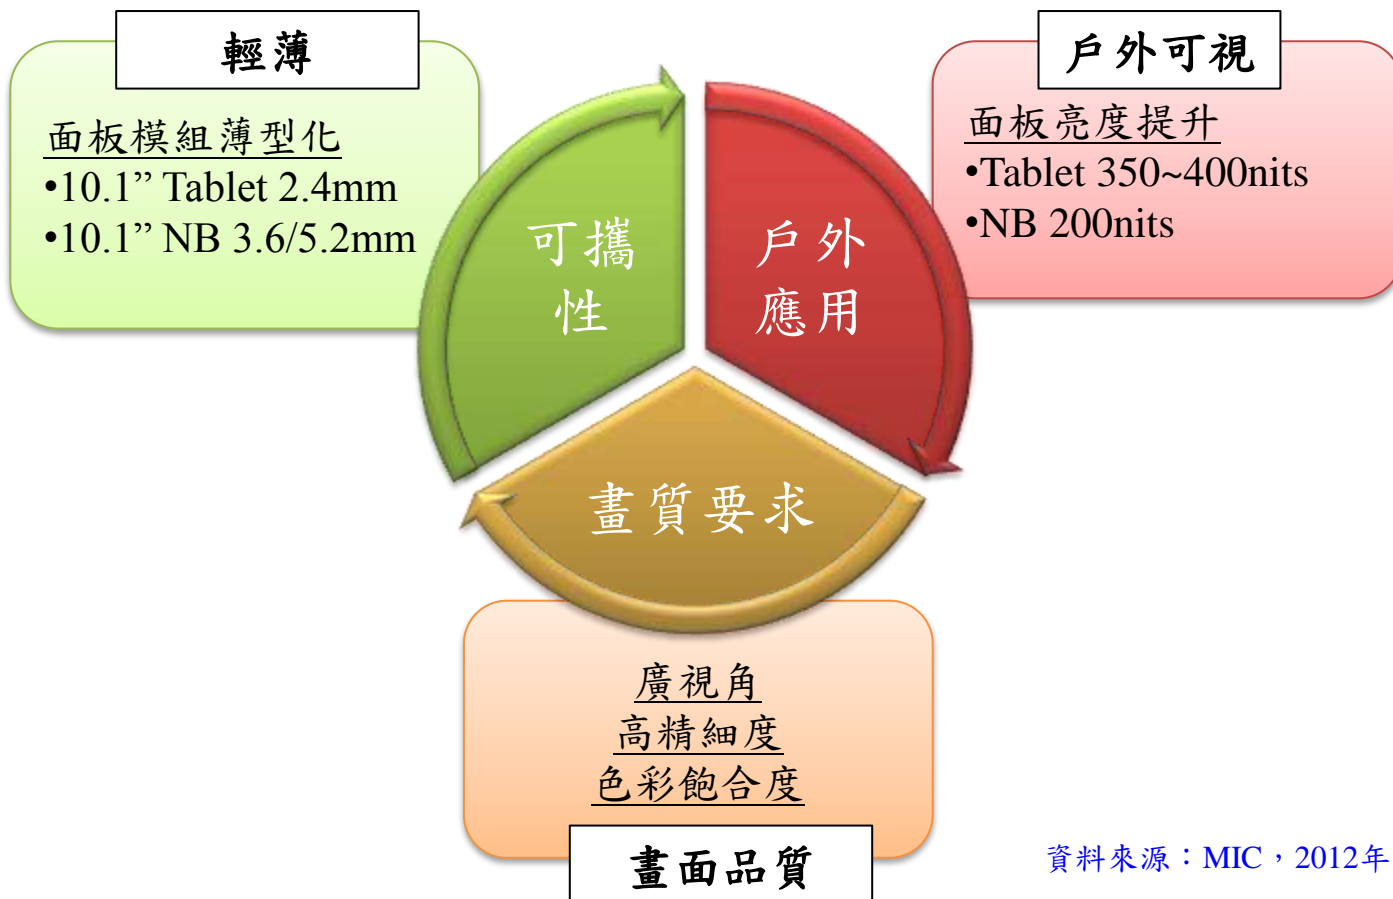 輕薄
面板模組薄型化
•10.1” Tablet 2.4mm
•10.1” NB 3.6/5.2mm
戶外可視
面板亮度提升
•Tablet 350~400nits
•NB 200nits
可攜
性
戶外
應用
畫質要求
廣視角
高精細度
色彩飽合度
畫面品質
資料來源：MIC，2012年